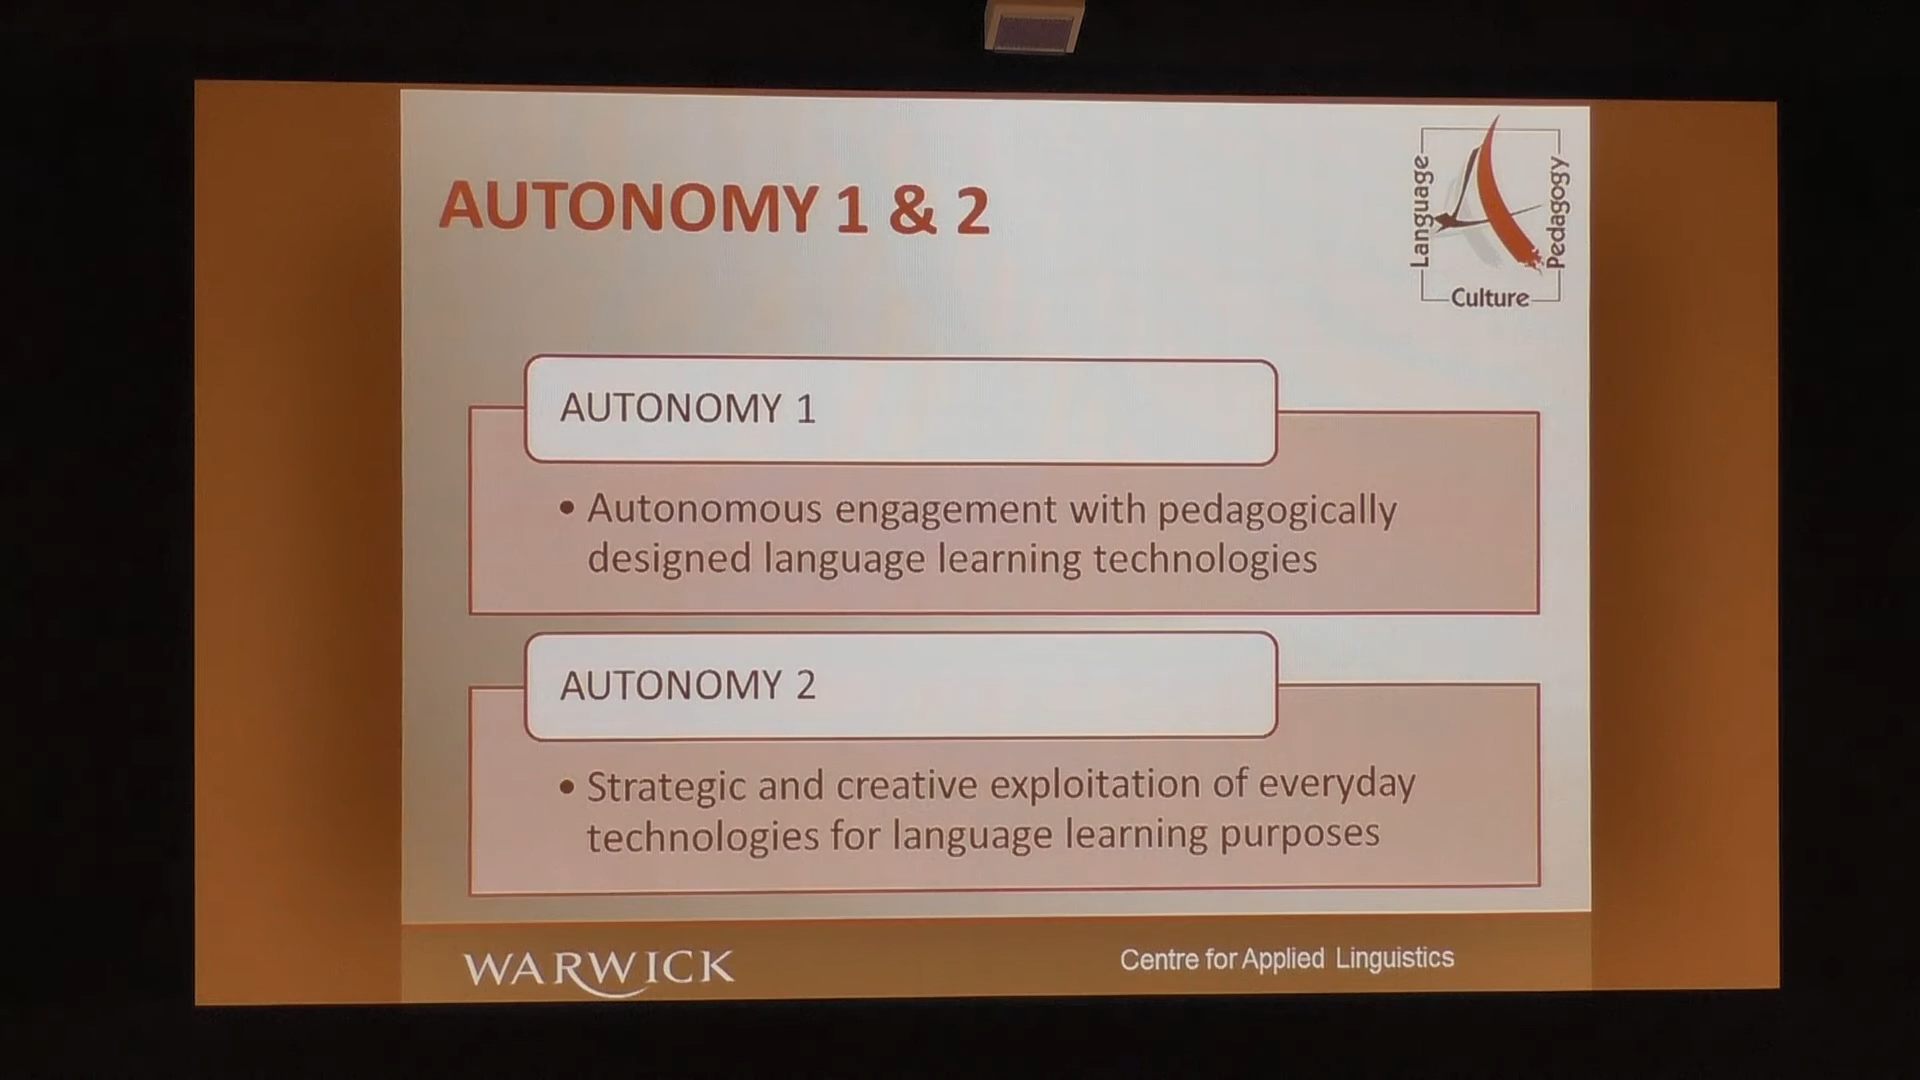 AUTONOMY 1 & 2
Language
Pedagogy
Culture
AUTONOMY 1
• Autonomous engagement with pedagogically
designed language learning technologies
AUTONOMY 2
• Strategic and creative exploitation of everyday
technologies for language learning purposes
WARWICK
Centre for Applied Linguistics